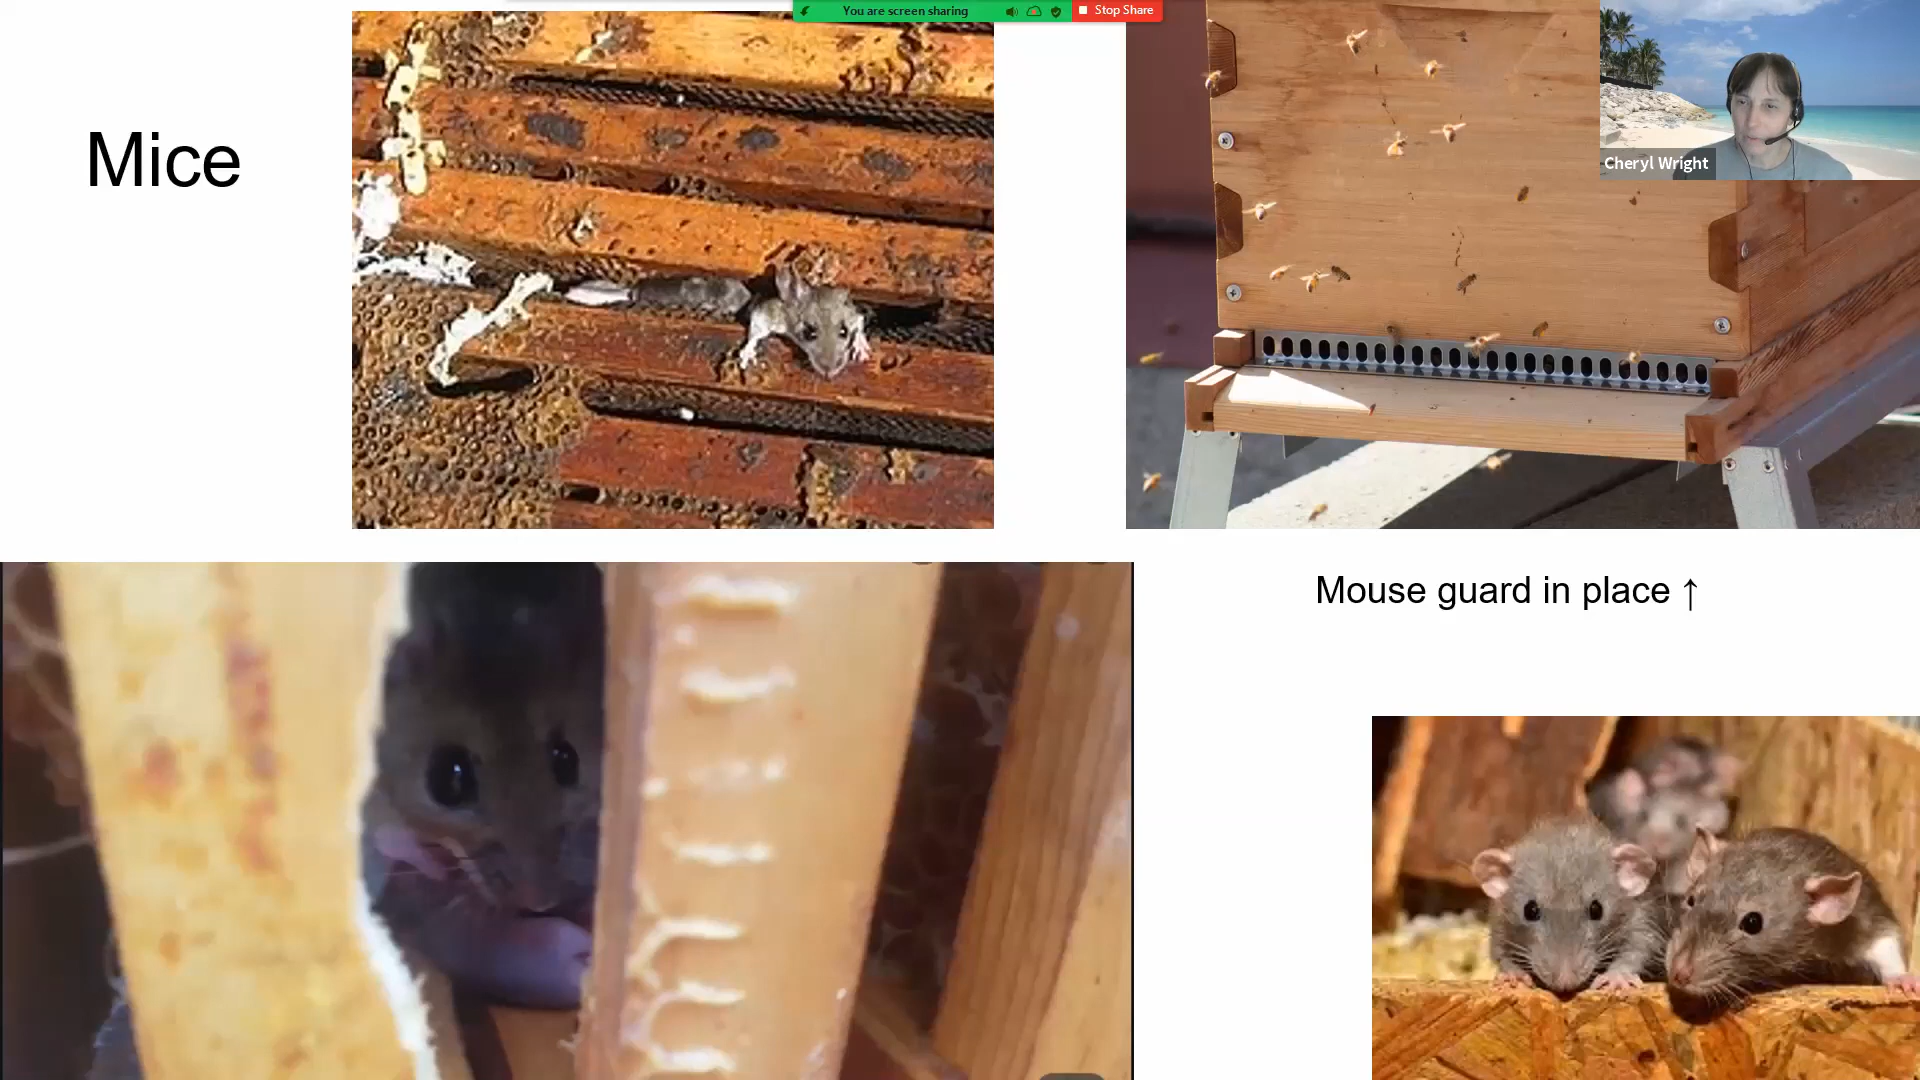 You are screen sharing
Stop Share
Mice
Cheryl Wright
Mouse guard in place ↑